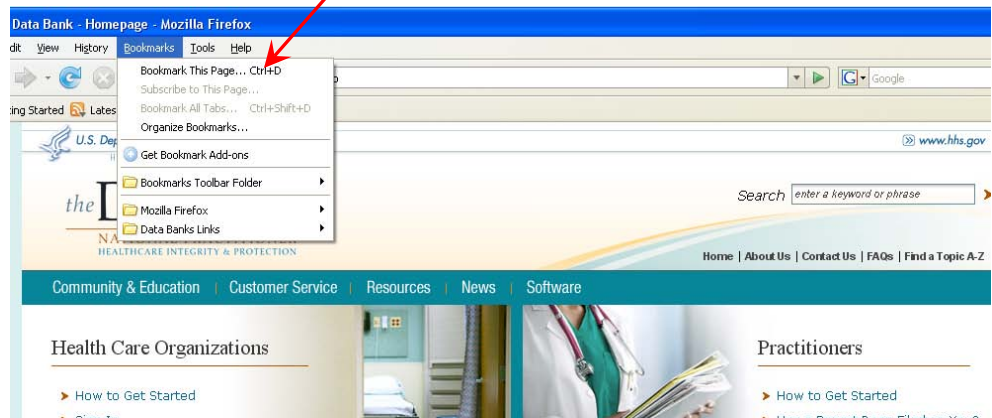 Data Bank - Homepage - Mozilla Firefox
dit View History Bookmarks Tools Help
Bookmark This Page... Ctrl+D
Subscribe to This Page...
Google
Bookmark All Tabs... Ctrl+Shift+D
ting Started Lates
Organize Bookmarks...
U.S. Dep
www.hhs.gov
Get Bookmark Add-ons
Bookmarks Toolbar Folder
Search enter a keyword or phrase
the D
Mozilla Firefox
Data Banks Links
HEALTHCARE INTEGRITY & PROTECTION
Home | About Us | Contact Us | FAQs | Find a Topic A-Z
Community & Education | Customer Service | Resources | News | Software
Health Care Organizations
Practitioners
How to Get Started
How to Get Started